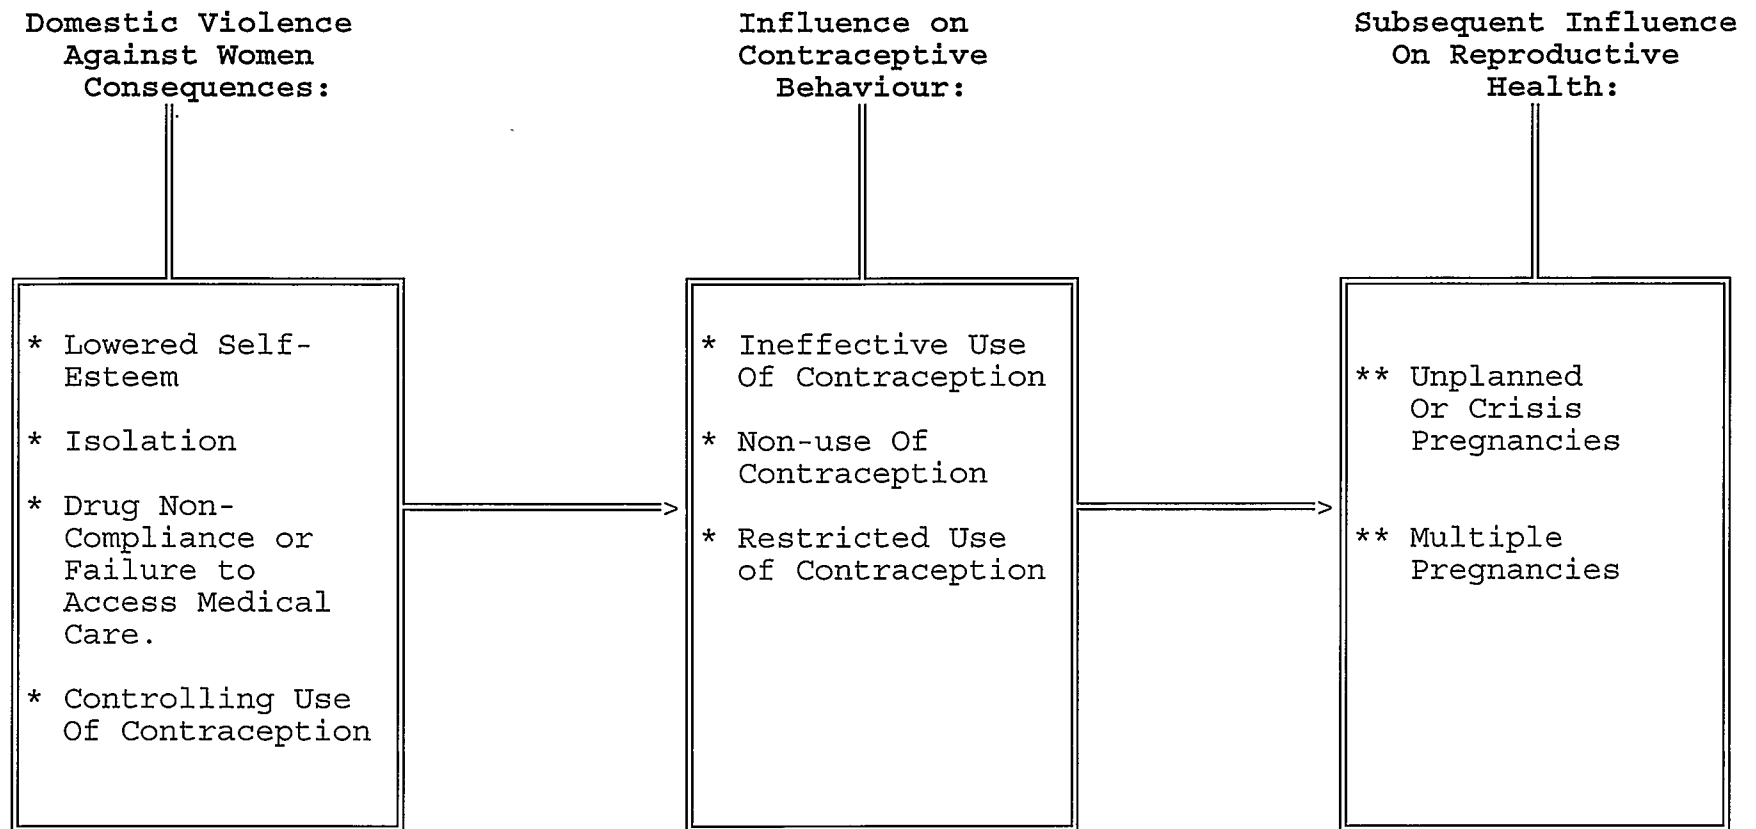 Domestic Violence
Against Women
Consequences:
* Lowered Self-
Esteem
* Isolation
* Drug Non-
Compliance or
Failure to
Access Medical
Care.
* Controlling Use
Of Contraception
Influence on
Contraceptive
Behaviour:
* Ineffective Use
Of Contraception
* Non-use Of
Contraception
* Restricted Use
of Contraception
Subsequent Influence
On Reproductive
Health:
** Unplanned
Or Crisis
Pregnancies
** Multiple
Pregnancies